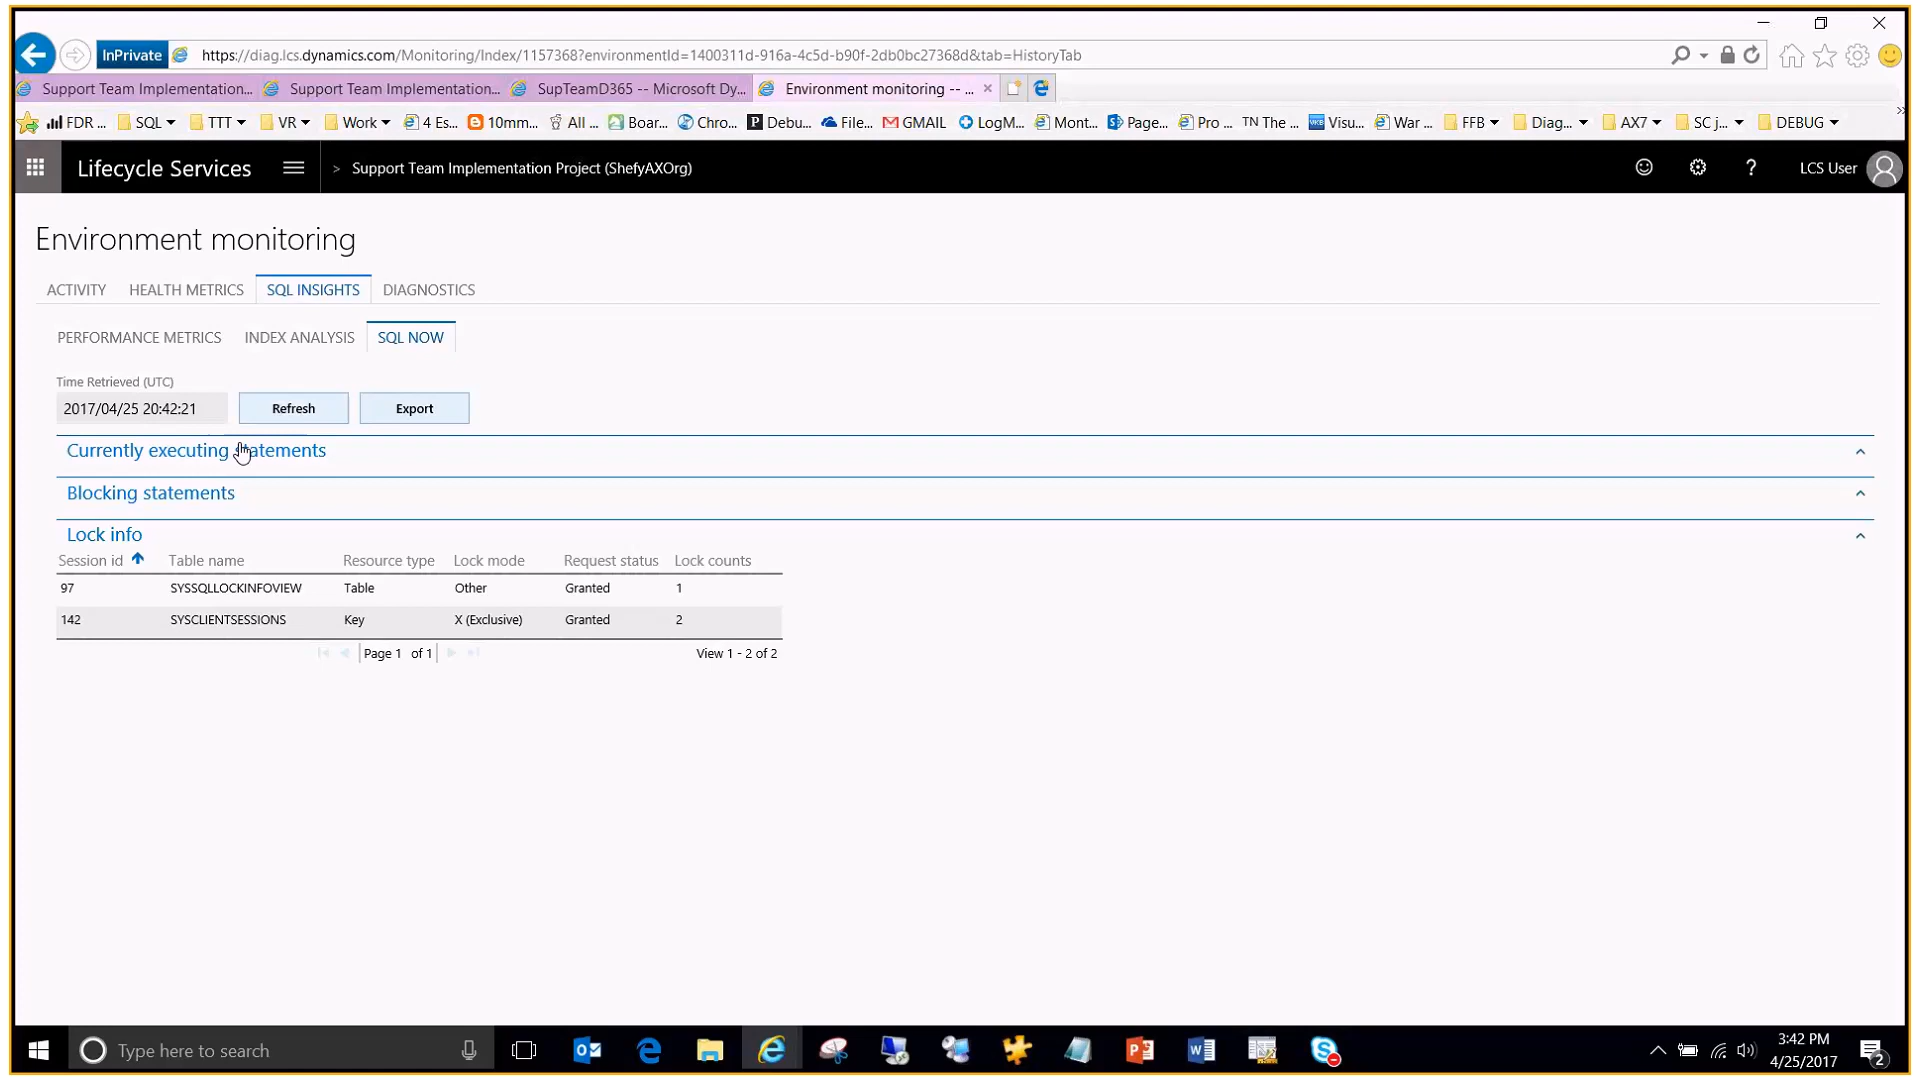 InPrivate https://diag.lcs.dynamics.com/Monitoring/Index/1157368?environmentId=1400311d-916a-4c5d-b90f-2db0bc27368d&tab=HistoryTab
Support Team Implementation... Support Team Implementation... SupTeamD365 -- Microsoft Dy... Environment monitoring -- ...
FDR ... SQL TTT VR Work 4 Es... 10mm... All ... Boar... Chro... Debu... File... GMAIL LogM... Mont... Page... Pro ... TN The ... Visu... War ... FFB Diag... AX7 SC j... DEBUG
Lifecycle Services > Support Team Implementation Project (ShefyAXOrg) ? LCS User
Environment monitoring
ACTIVITY HEALTH METRICS SQL INSIGHTS DIAGNOSTICS
PERFORMANCE METRICS INDEX ANALYSIS SQL NOW
Time Retrieved (UTC)
2017/04/25 20:42:21 Refresh Export
Currently executing statements
Blocking statements
Lock info
Session id Table name Resource type Lock mode Request status Lock counts
97 SYSSQLLOCKINFOVIEW Table Other Granted 1
142 SYSCLIENTSESSIONS Key X (Exclusive) Granted 2
Page 1 of 1 View 1 - 2 of 2
Type here to search
3:42 PM
4/25/2017
2